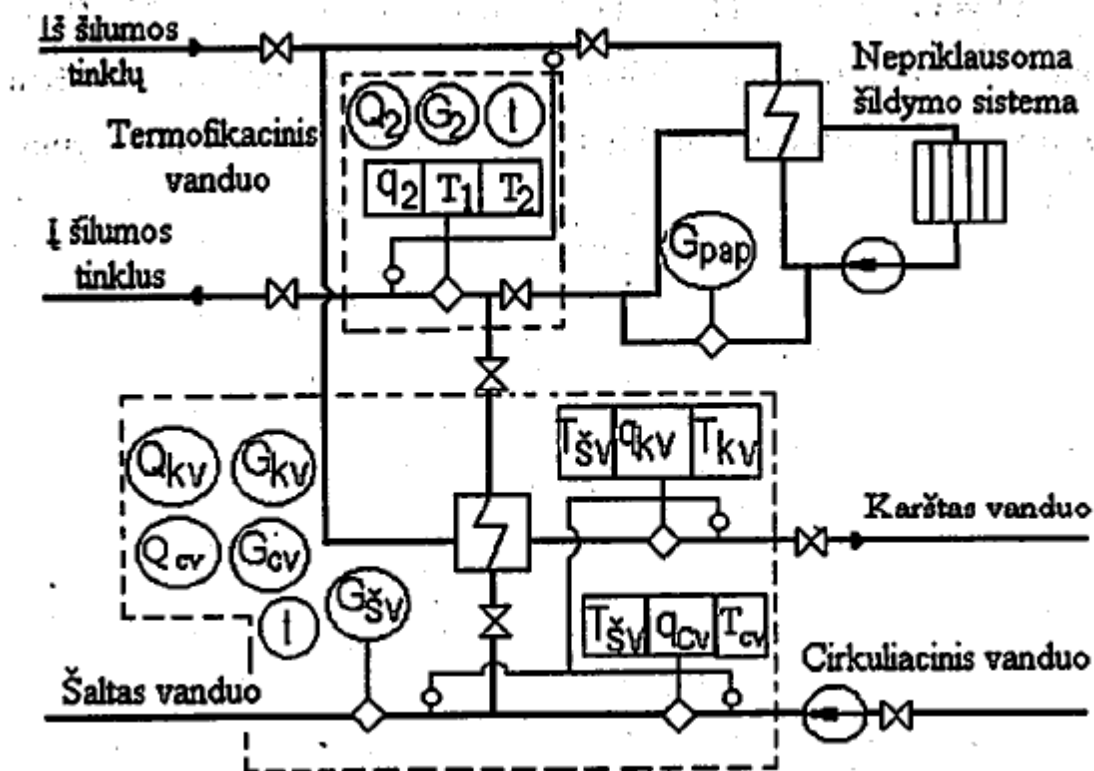 Iš šilumos
tinklų
Nepriklausoma
šildymo sistema
Termofikacinis
vanduo
Q2 G2 I
q2 T1 T2
Į šilumos
tinklus
Gpap
TŠV qkv Tkv
Qkv Gkv
Karštas vanduo
Qcv Gcv
GŠV
I
TŠV qcv Tcv
Cirkuliacinis vanduo
Šaltas vanduo